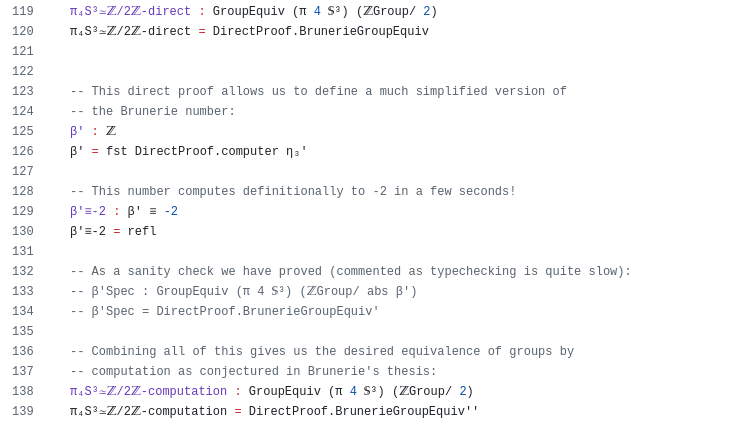 119 π₄S³≃ℤ/2ℤ-direct : GroupEquiv (π 4 𝕊³) (ℤGroup/ 2)
120 π₄S³≃ℤ/2ℤ-direct = DirectProof.BrunerieGroupEquiv
121
122
123 -- This direct proof allows us to define a much simplified version of
124 -- the Brunerie number:
125 β' : ℤ
126 β' = fst DirectProof.computer η₃'
127
128 -- This number computes definitionally to -2 in a few seconds!
129 β'≡-2 : β' ≡ -2
130 β'≡-2 = refl
131
132 -- As a sanity check we have proved (commented as typechecking is quite slow):
133 -- β'Spec : GroupEquiv (π 4 𝕊³) (ℤGroup/ abs β')
134 -- β'Spec = DirectProof.BrunerieGroupEquiv'
135
136 -- Combining all of this gives us the desired equivalence of groups by
137 -- computation as conjectured in Brunerie's thesis:
138 π₄S³≃ℤ/2ℤ-computation : GroupEquiv (π 4 𝕊³) (ℤGroup/ 2)
139 π₄S³≃ℤ/2ℤ-computation = DirectProof.BrunerieGroupEquiv''